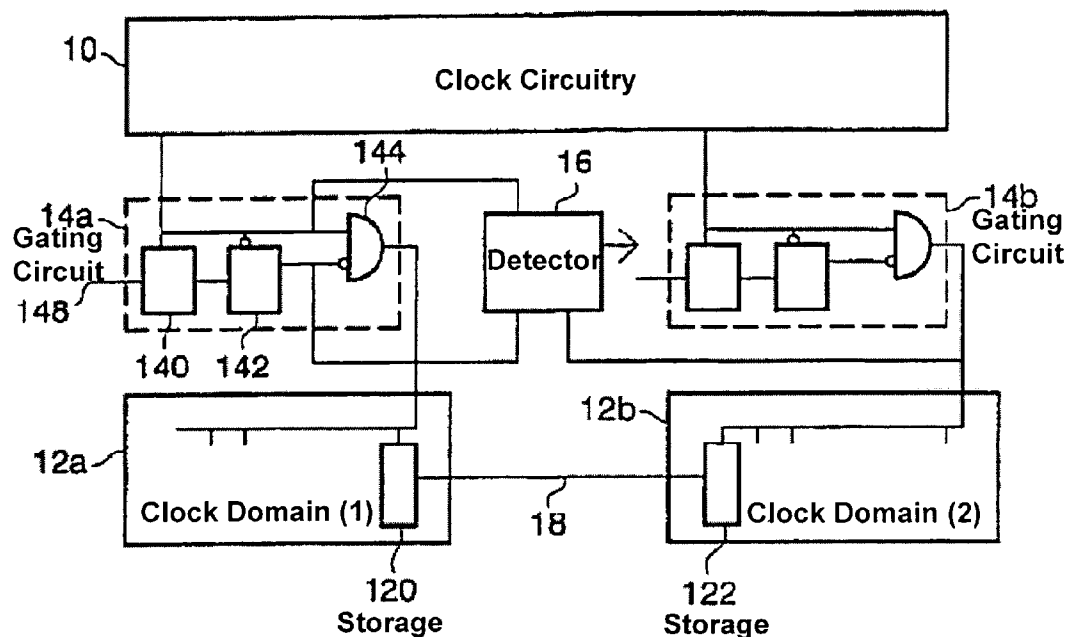 10
Clock Circuitry
144
16
14a
Gating
Circuit
148
140
142
Detector
14b
Gating
Circuit
12a
Clock Domain (1)
120
Storage
18
12b
Clock Domain (2)
122
Storage